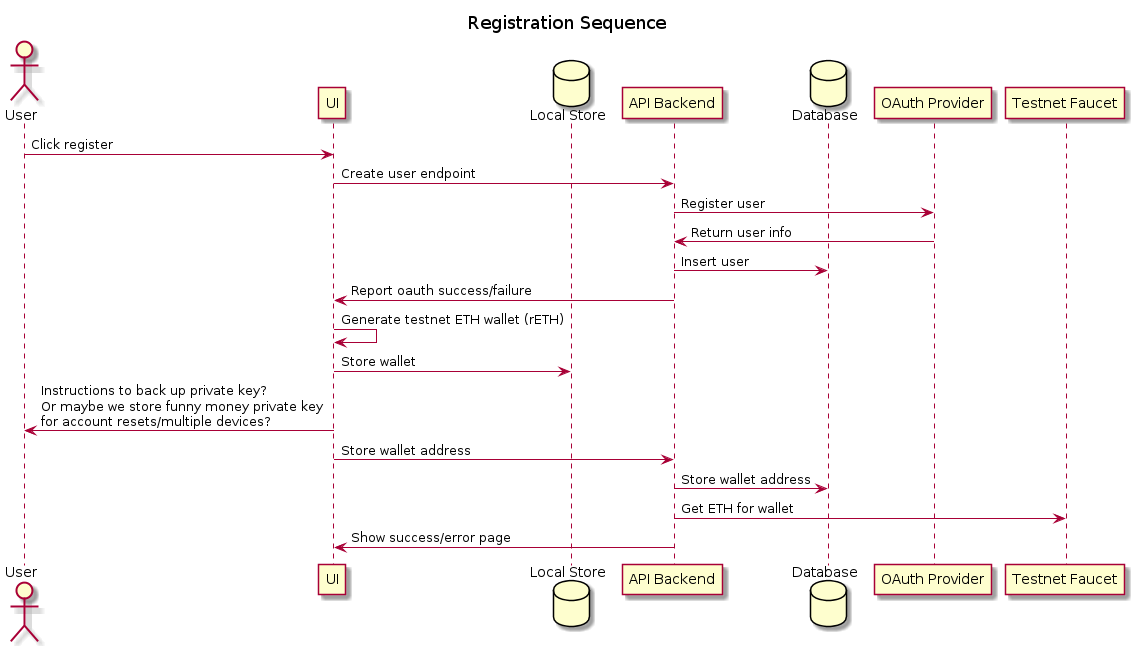 Registration Sequence
User
UI
Local Store
API Backend
Database
OAuth Provider
Testnet Faucet
Click register
Create user endpoint
Register user
Return user info
Insert user
Report oauth success/failure
Generate testnet ETH wallet (rETH)
Store wallet
Instructions to back up private key?
Or maybe we store funny money private key
for account resets/multiple devices?
Store wallet address
Store wallet address
Get ETH for wallet
Show success/error page
User
UI
Local Store
API Backend
Database
OAuth Provider
Testnet Faucet